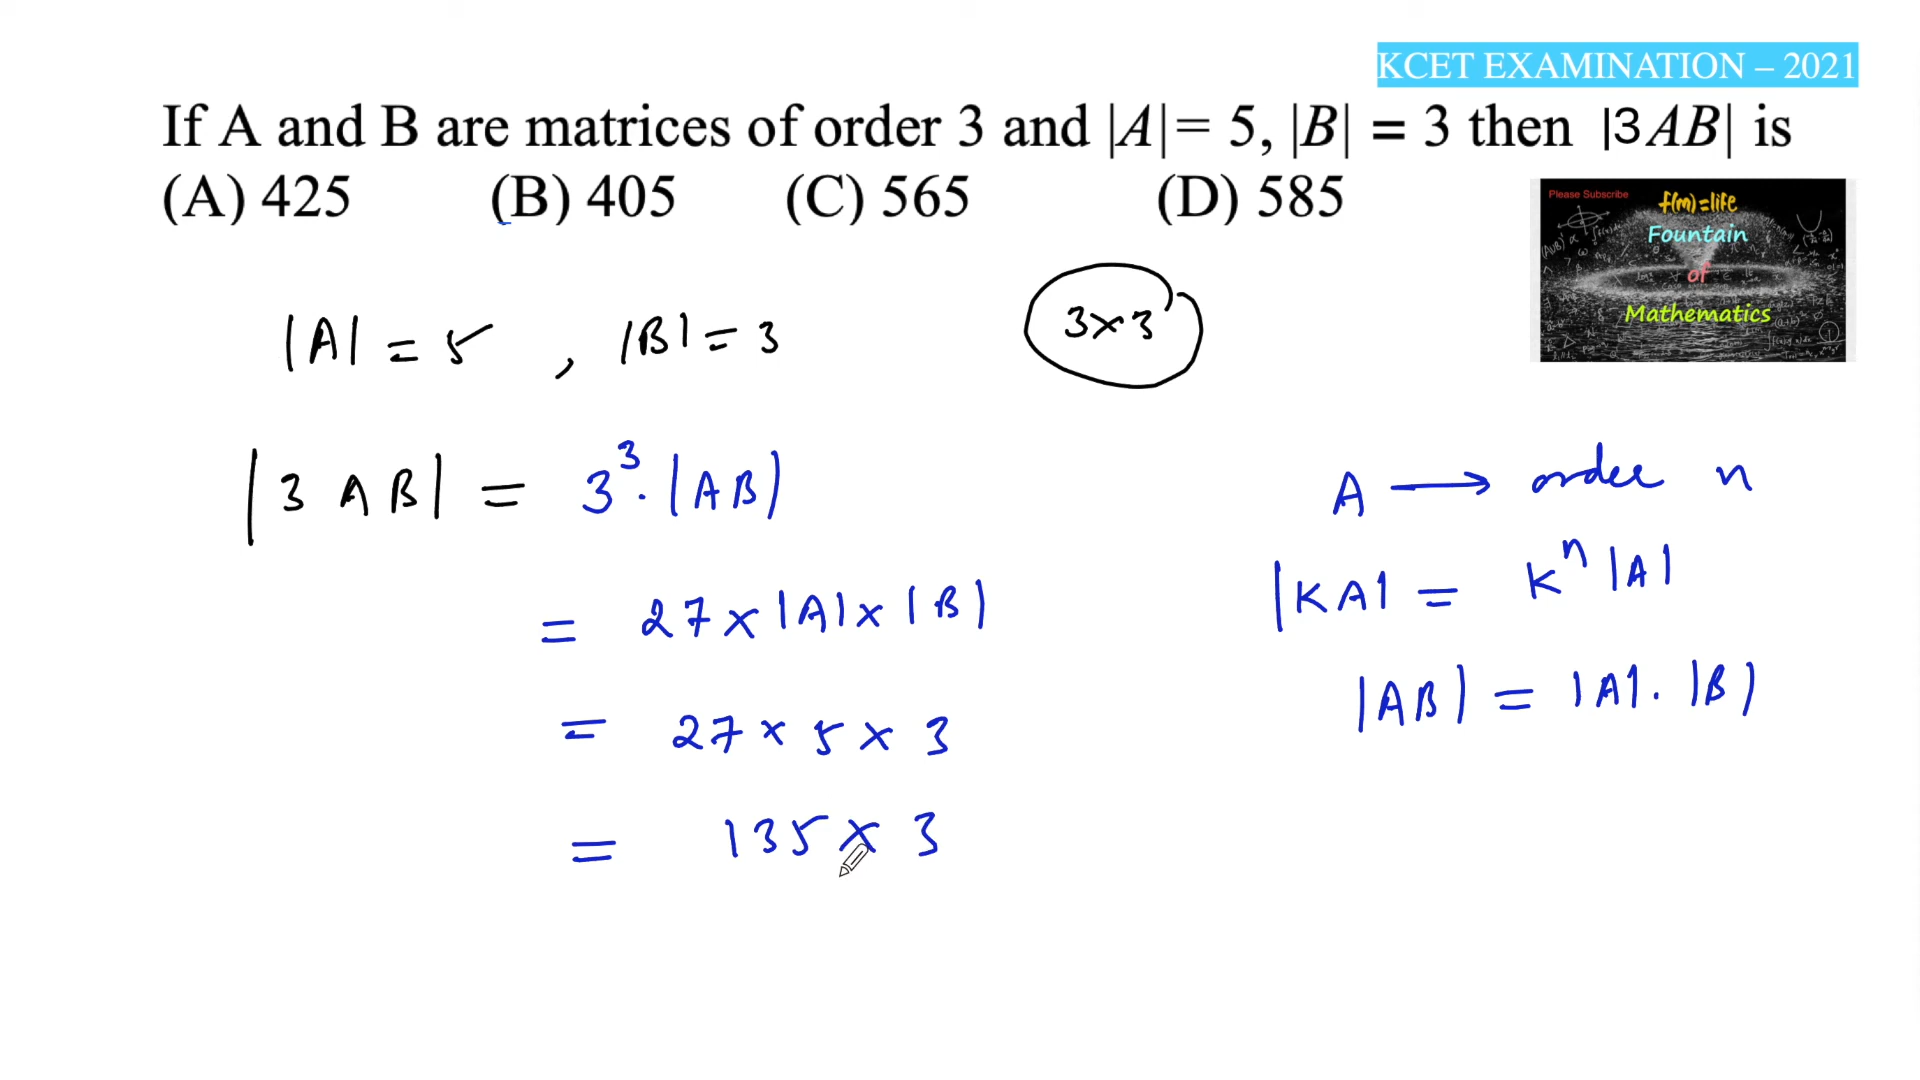 KCET EXAMINATION – 2021
If A and B are matrices of order 3 and |A|= 5, |B| = 3 then |3AB| is
(A) 425 (B) 405 (C) 565 (D) 585
Please Subscribe
f(m)=life
Fountain
of
Mathematics
|A| = 5 , |B| = 3
3×3
|3 AB| = 3³·|AB|
= 27 × |A| × |B|
= 27 × 5 × 3
= 135 × 3
A ⟶ order n
|KA| = Kⁿ |A|
|AB| = |A|. |B|